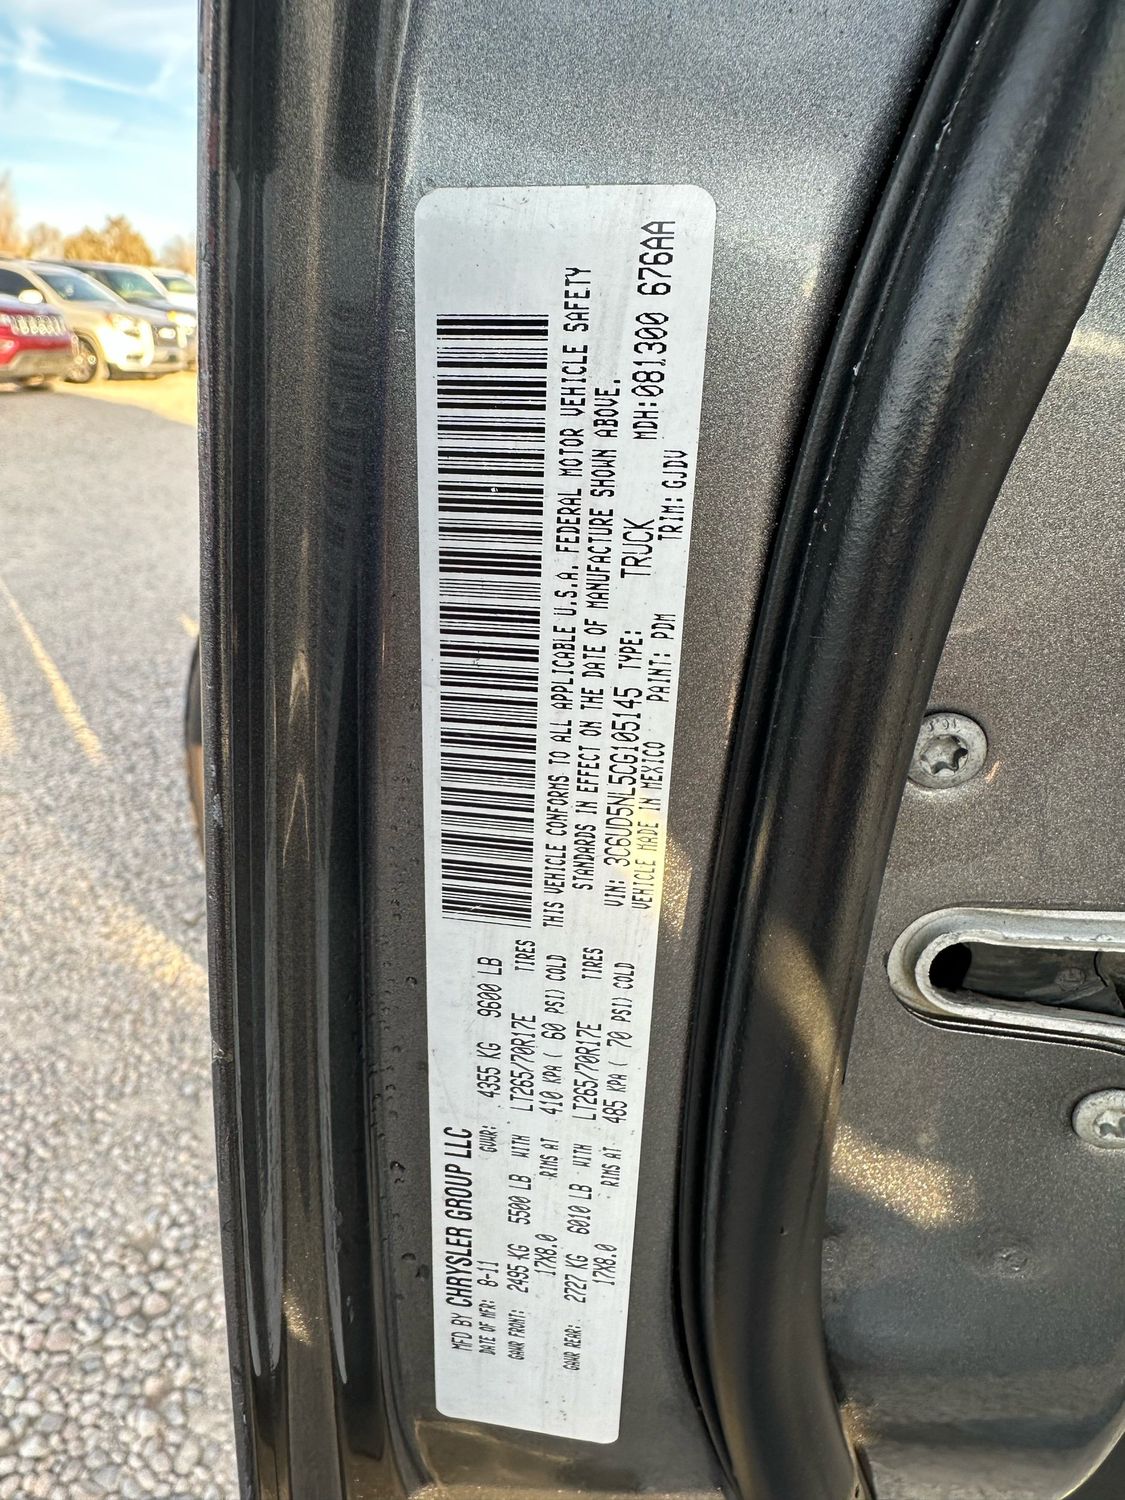 MFD BY CHRYSLER GROUP LLC
DATE OF MFR: 8-11 GVWR: 4355 KG 9600 LB
GAWR FRONT: 2495 KG 5500 LB WITH LT265/70R17E TIRES
17X8.0 RIMS AT 410 KPA ( 60 PSI) COLD
GAWR REAR: 2727 KG 6010 LB WITH LT265/70R17E TIRES
17X8.0 RIMS AT 485 KPA ( 70 PSI) COLD
THIS VEHICLE CONFORMS TO ALL APPLICABLE U.S.A. FEDERAL MOTOR VEHICLE SAFETY
STANDARDS IN EFFECT ON THE DATE OF MANUFACTURE SHOWN ABOVE.
VIN: 3C6UD5NL5CG105145 TYPE: TRUCK MDH:081300 676AA
VEHICLE MADE IN MEXICO PAINT: PDM TRIM: GJDV